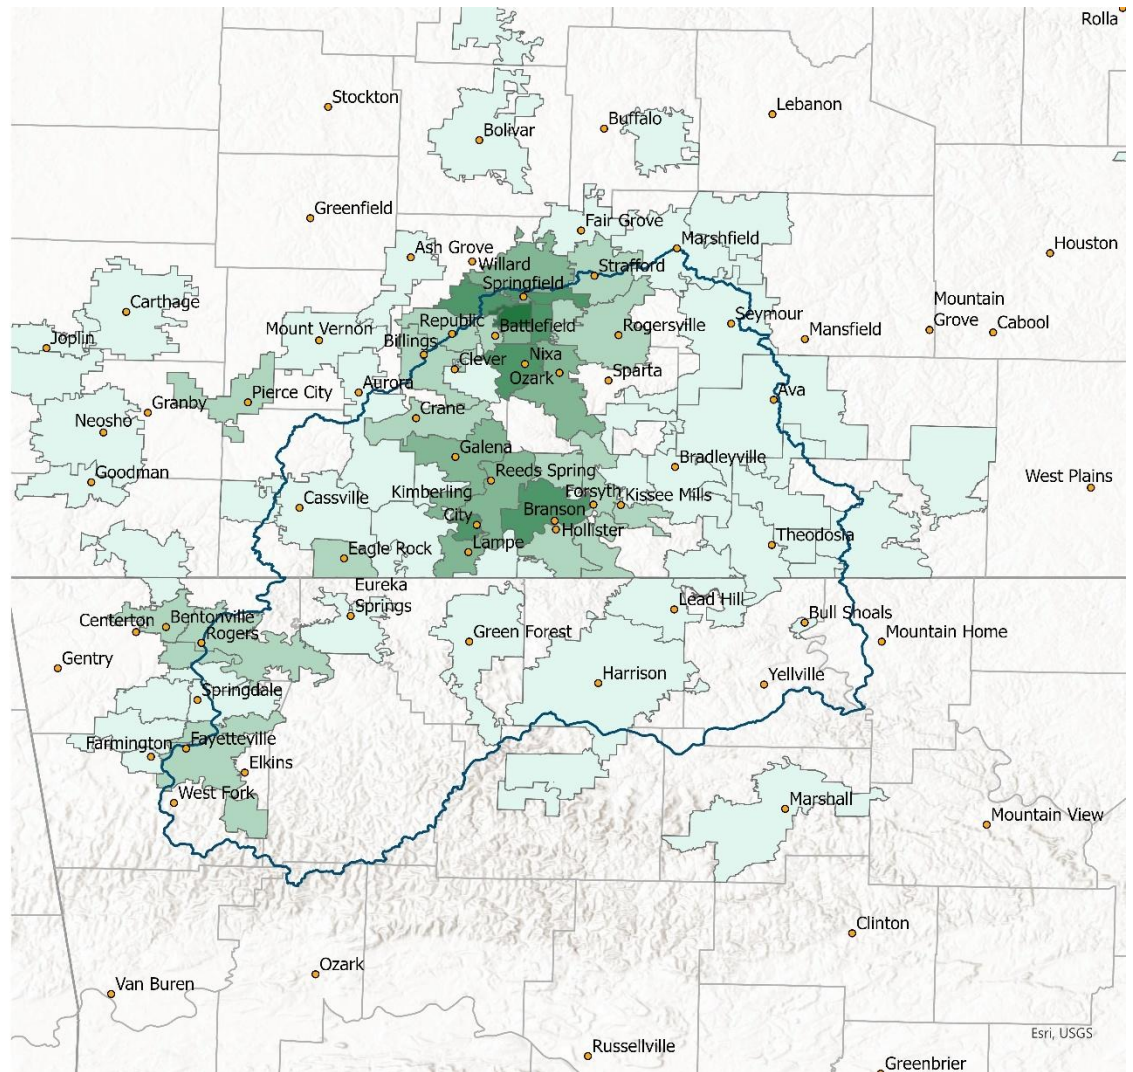 Rolla
Stockton
Lebanon
Buffalo
Bolivar
Greenfield
Fair Grove
Marshfield
Houston
Ash Grove
Willard
Strafford
Springfield
Carthage
Mountain
Grove
Cabool
Joplin
Mount Vernon
Republic
Battlefield
Rogersville
Seymour
Mansfield
Billings
Clever
Nixa
Ozark
Sparta
Aurora
Pierce City
Granby
Ava
Crane
Neosho
Galena
Bradleyville
Goodman
Reeds Spring
West Plains
Cassville
Kimberling
City
Forsyth
Kissee Mills
Branson
Hollister
Theodosia
Lampe
Eagle Rock
Eureka
Springs
Lead Hill
Bull Shoals
Centerton
Bentonville
Rogers
Green Forest
Mountain Home
Gentry
Harrison
Yellville
Springdale
Farmington
Fayetteville
Elkins
West Fork
Marshall
Mountain View
Clinton
Ozark
Van Buren
Esri, USGS
Russellville
Greenbrier